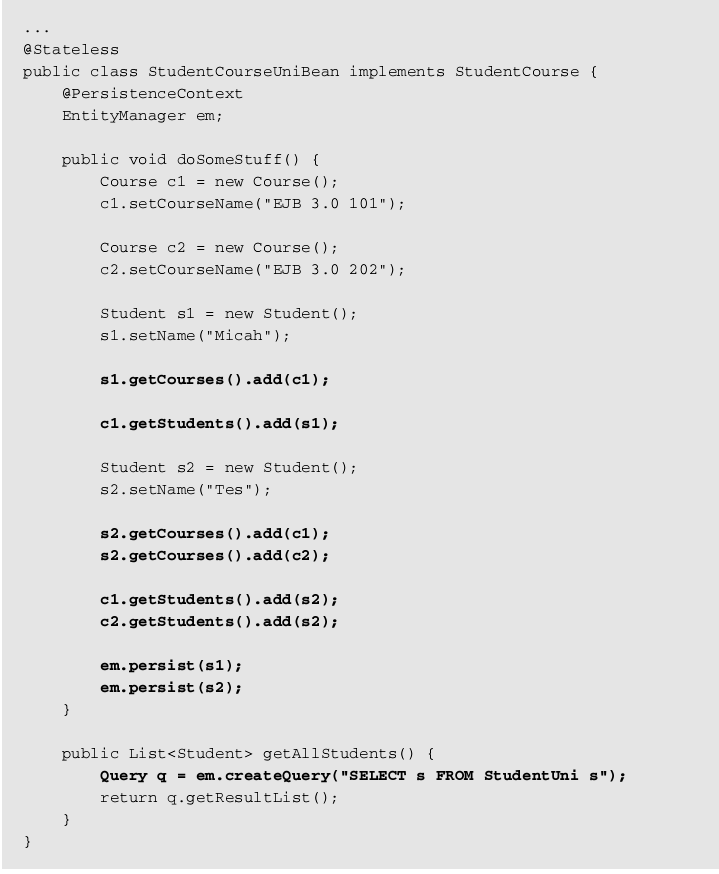 ...
@Stateless
public class StudentCourseUniBean implements StudentCourse {
    @PersistenceContext
    EntityManager em;

    public void doSomeStuff() {
        Course c1 = new Course();
        c1.setCourseName("EJB 3.0 101");

        Course c2 = new Course();
        c2.setCourseName("EJB 3.0 202");

        Student s1 = new Student();
        s1.setName("Micah");

        s1.getCourses().add(c1);

        c1.getStudents().add(s1);

        Student s2 = new Student();
        s2.setName("Tes");

        s2.getCourses().add(c1);
        s2.getCourses().add(c2);

        c1.getStudents().add(s2);
        c2.getStudents().add(s2);

        em.persist(s1);
        em.persist(s2);
    }

    public List<Student> getAllStudents() {
        Query q = em.createQuery("SELECT s FROM StudentUni s");
        return q.getResultList();
    }
}